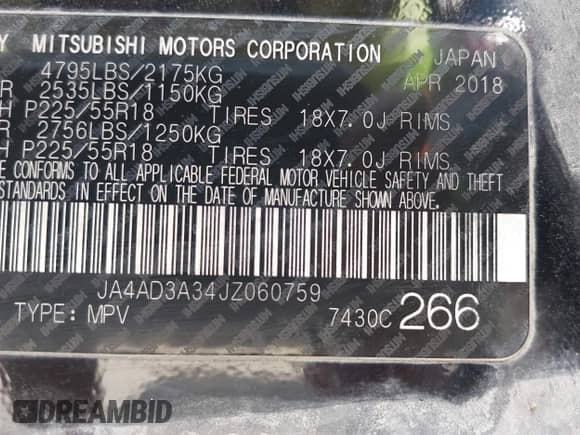 Y MITSUBISHI MOTORS CORPORATION JAPAN
4795LBS/2175KG APR 2018
R 2535LBS/1150KG
H P225/55R18 TIRES 18X7.0J RIMS
R 2756LBS/1250KG
H P225/55R18 TIRES 18X7.0J RIMS
E CONFORMS TO ALL APPLICABLE FEDERAL MOTOR VEHICLE SAFETY AND THEFT
STANDARDS IN EFFECT ON THE DATE OF MANUFACTURE SHOWN ABOVE.
JA4AD3A34JZ060759
TYPE: MPV 7430C 266
DREAMBID